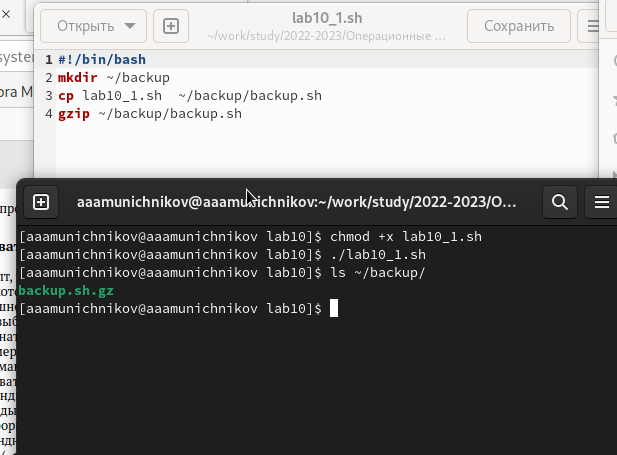 Открыть
lab10_1.sh
~/work/study/2022-2023/Операционные ...
Сохранить
1 #!/bin/bash
2 mkdir ~/backup
3 cp lab10_1.sh  ~/backup/backup.sh
4 gzip ~/backup/backup.sh
aaamunichnikov@aaamunichnikov:~/work/study/2022-2023/O...
[aaamunichnikov@aaamunichnikov lab10]$ chmod +x lab10_1.sh
[aaamunichnikov@aaamunichnikov lab10]$ ./lab10_1.sh
[aaamunichnikov@aaamunichnikov lab10]$ ls ~/backup/
backup.sh.gz
[aaamunichnikov@aaamunichnikov lab10]$